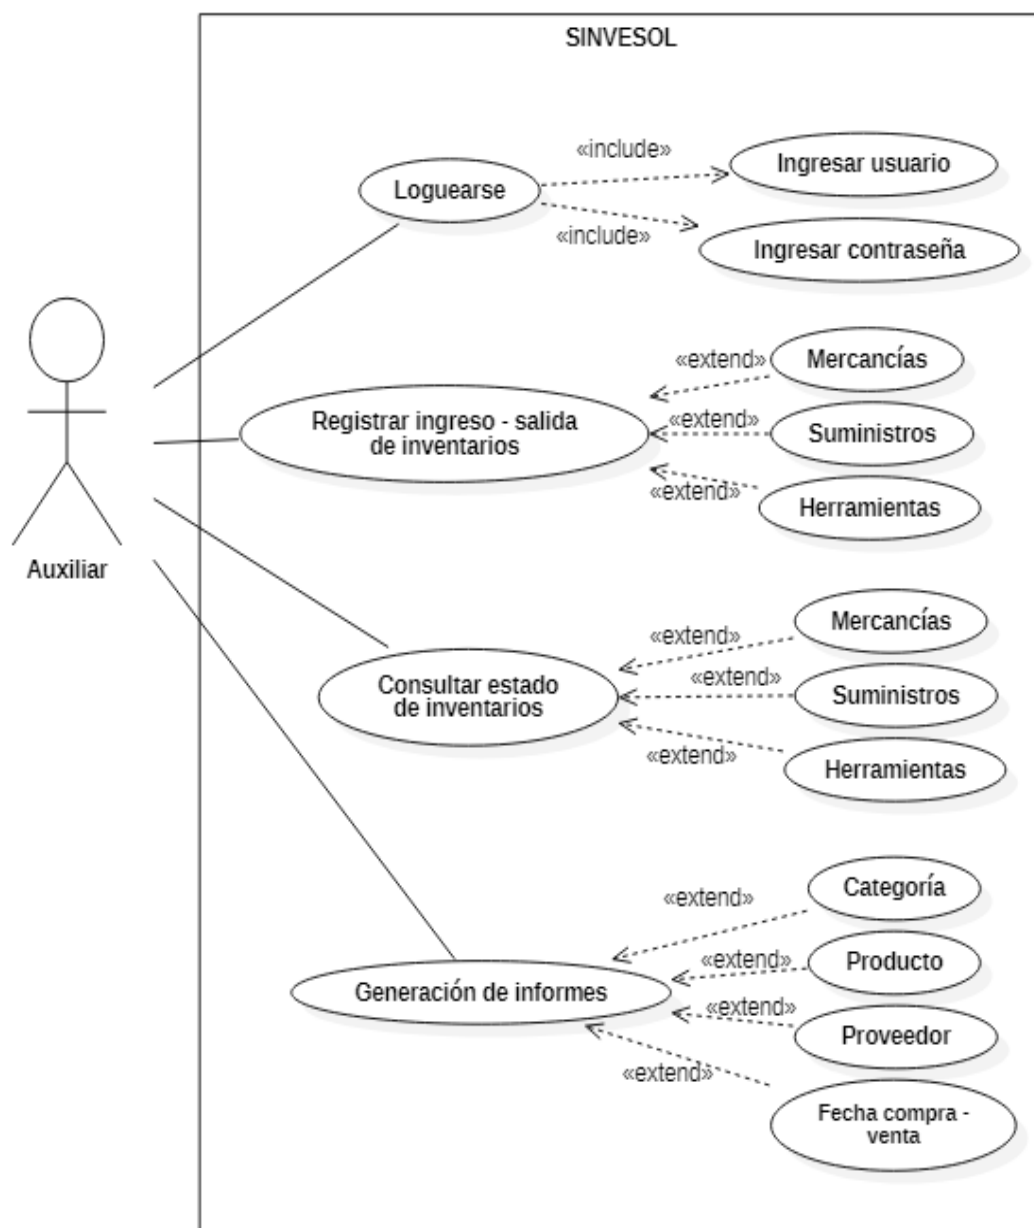 SINVESOL
Loguearse
«include»
Ingresar usuario
«include»
Ingresar contraseña
Auxiliar
Registrar ingreso - salida
de inventarios
«extend»
Mercancías
«extend»
Suministros
«extend»
Herramientas
Consultar estado
de inventarios
«extend»
Mercancías
«extend»
Suministros
«extend»
Herramientas
Generación de informes
«extend»
Categoría
«extend»
Producto
«extend»
Proveedor
«extend»
Fecha compra -
venta